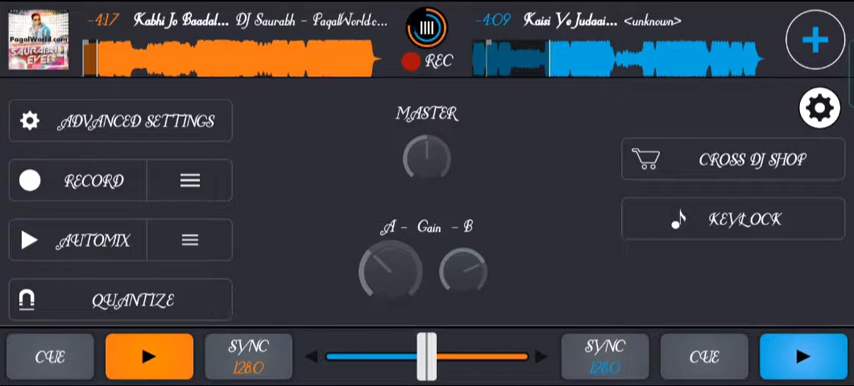 -4:17 Kabhi Jo Baadal... DJ Saurabh - PagalWorld.c...
-4:09 Kaisi Ye Judaai... <unknown>
PagalWorld.com
REC
ADVANCED SETTINGS
MASTER
CROSS DJ SHOP
RECORD
KEYLOCK
A - Gain - B
AUTOMIX
QUANTIZE
CUE
SYNC
128.0
SYNC
128.0
CUE